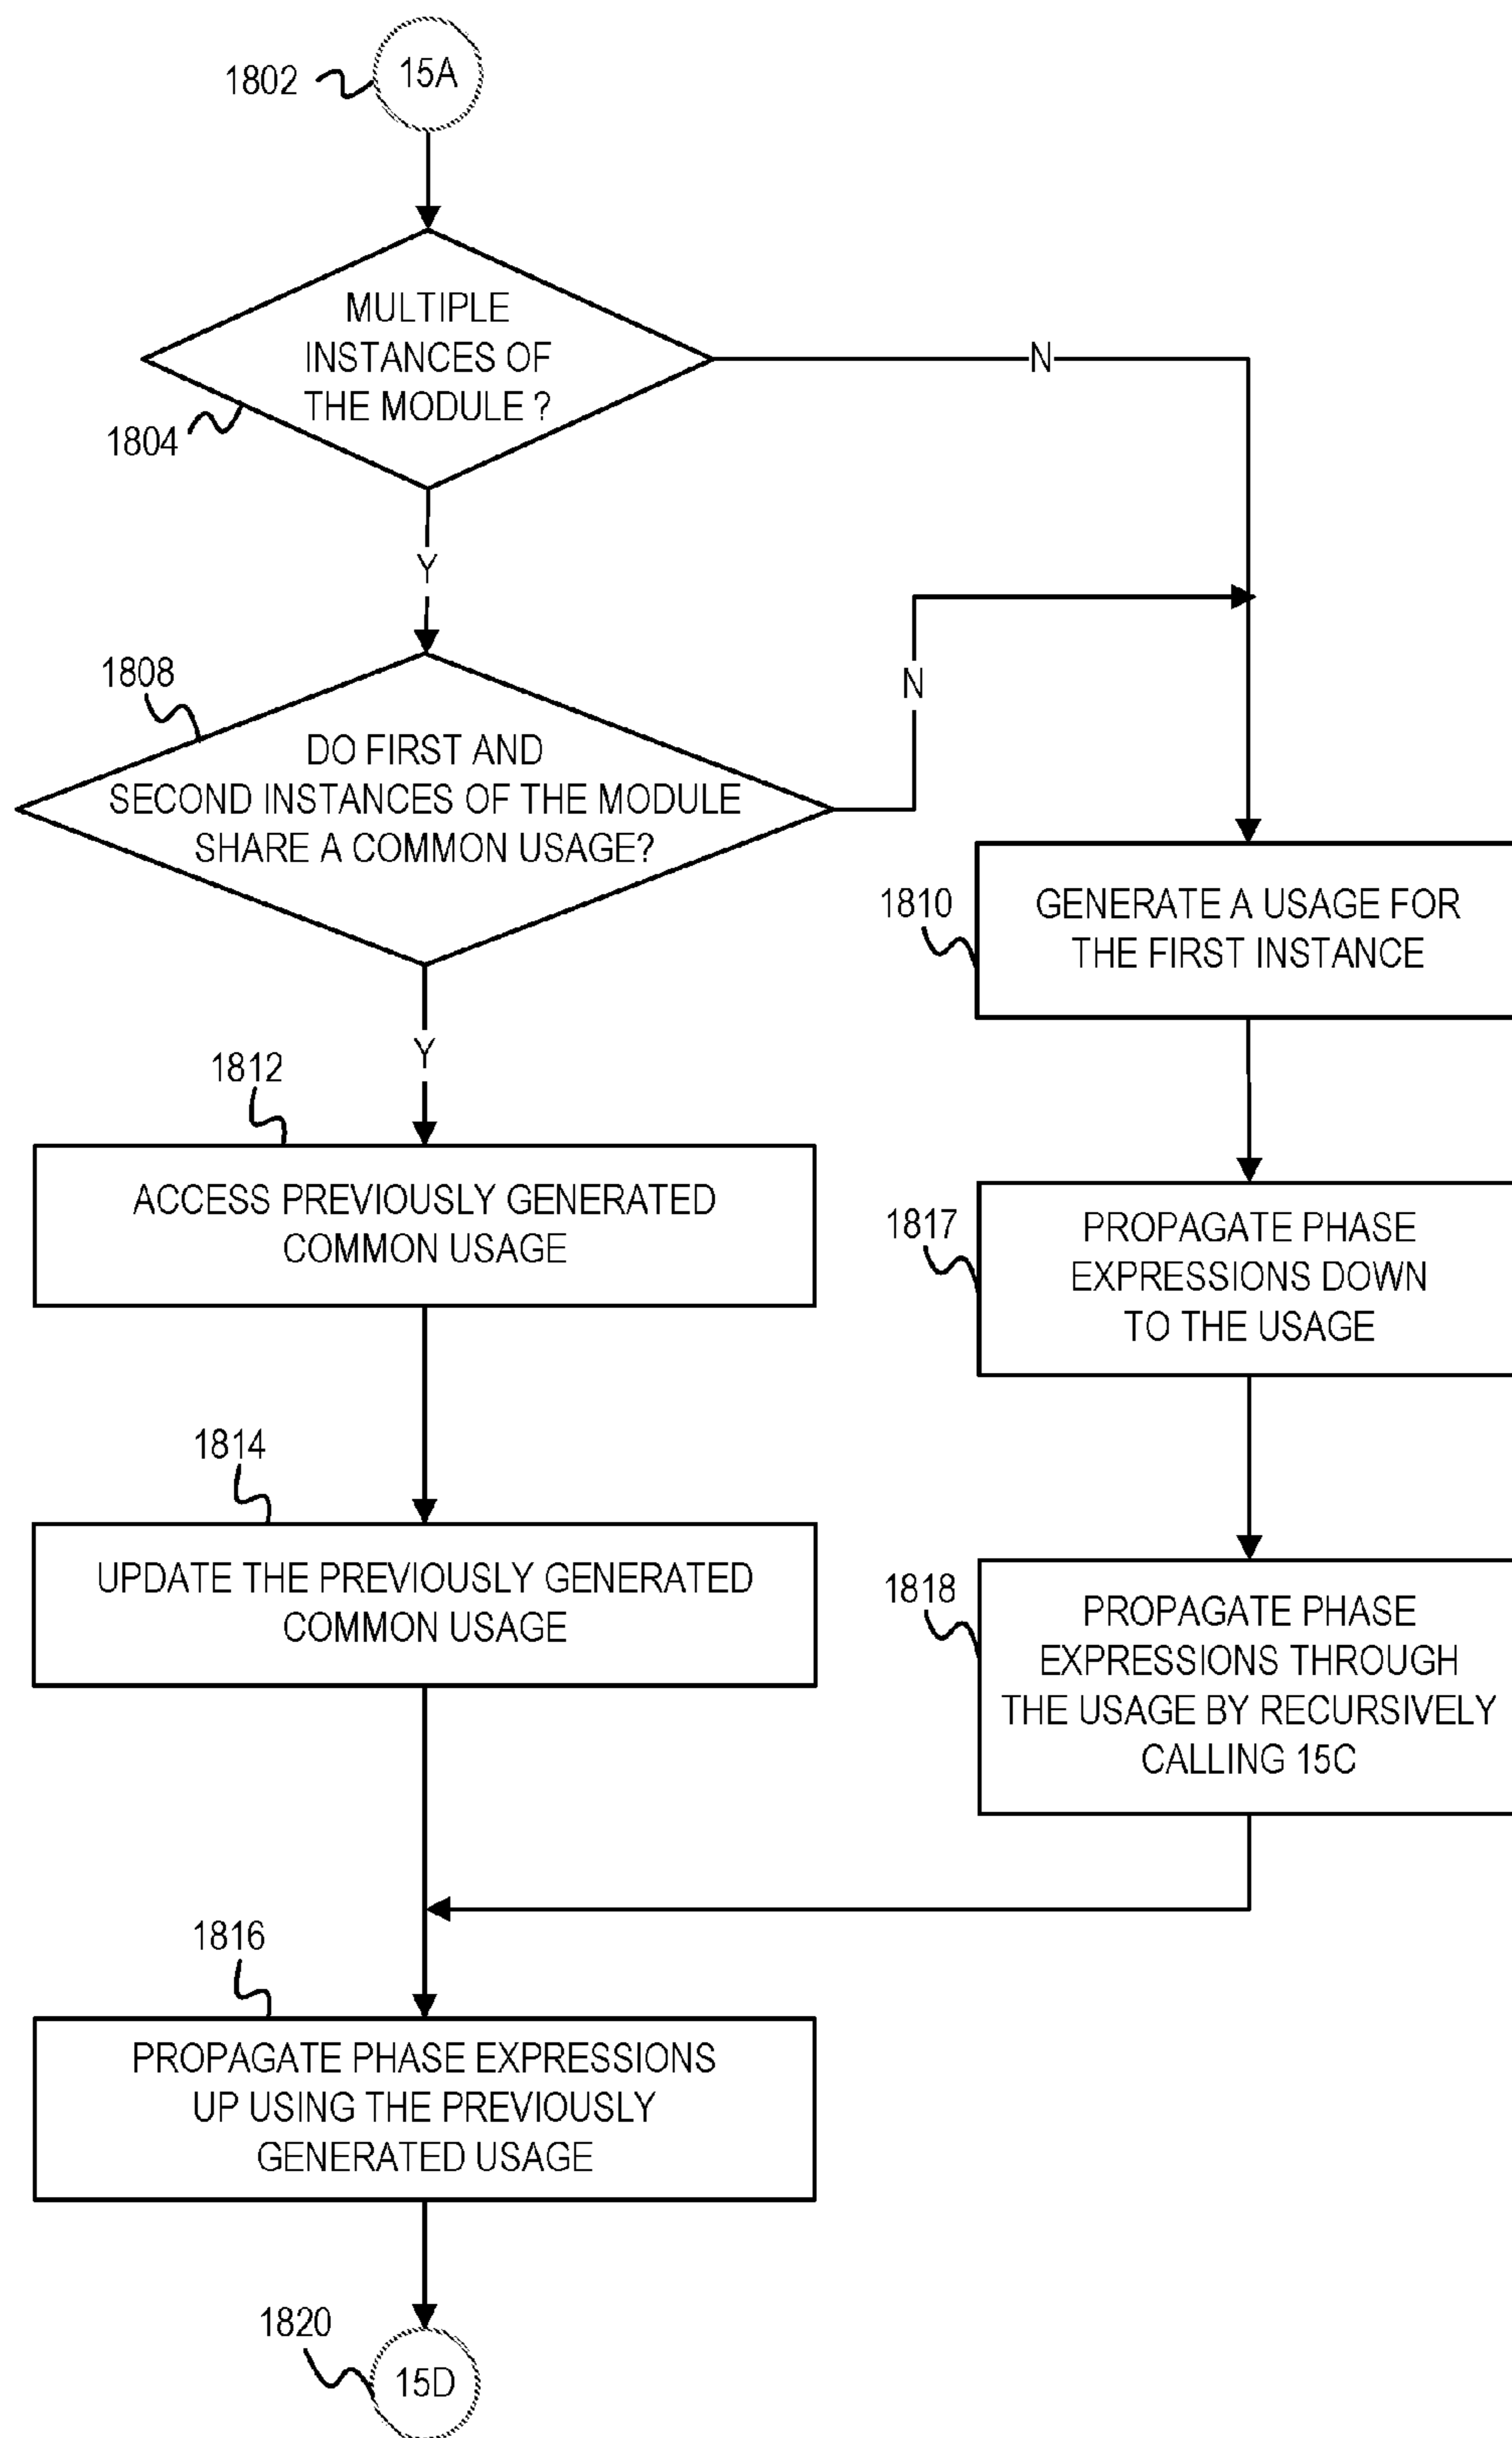 1802
15A
MULTIPLE
INSTANCES OF
THE MODULE ?
1804
N
Y
1808
DO FIRST AND
SECOND INSTANCES OF THE MODULE
SHARE A COMMON USAGE?
N
1810
GENERATE A USAGE FOR
THE FIRST INSTANCE
Y
1812
ACCESS PREVIOUSLY GENERATED
COMMON USAGE
1817
PROPAGATE PHASE
EXPRESSIONS DOWN
TO THE USAGE
1814
UPDATE THE PREVIOUSLY GENERATED
COMMON USAGE
1818
PROPAGATE PHASE
EXPRESSIONS THROUGH
THE USAGE BY RECURSIVELY
CALLING 15C
1816
PROPAGATE PHASE EXPRESSIONS
UP USING THE PREVIOUSLY
GENERATED USAGE
1820
15D